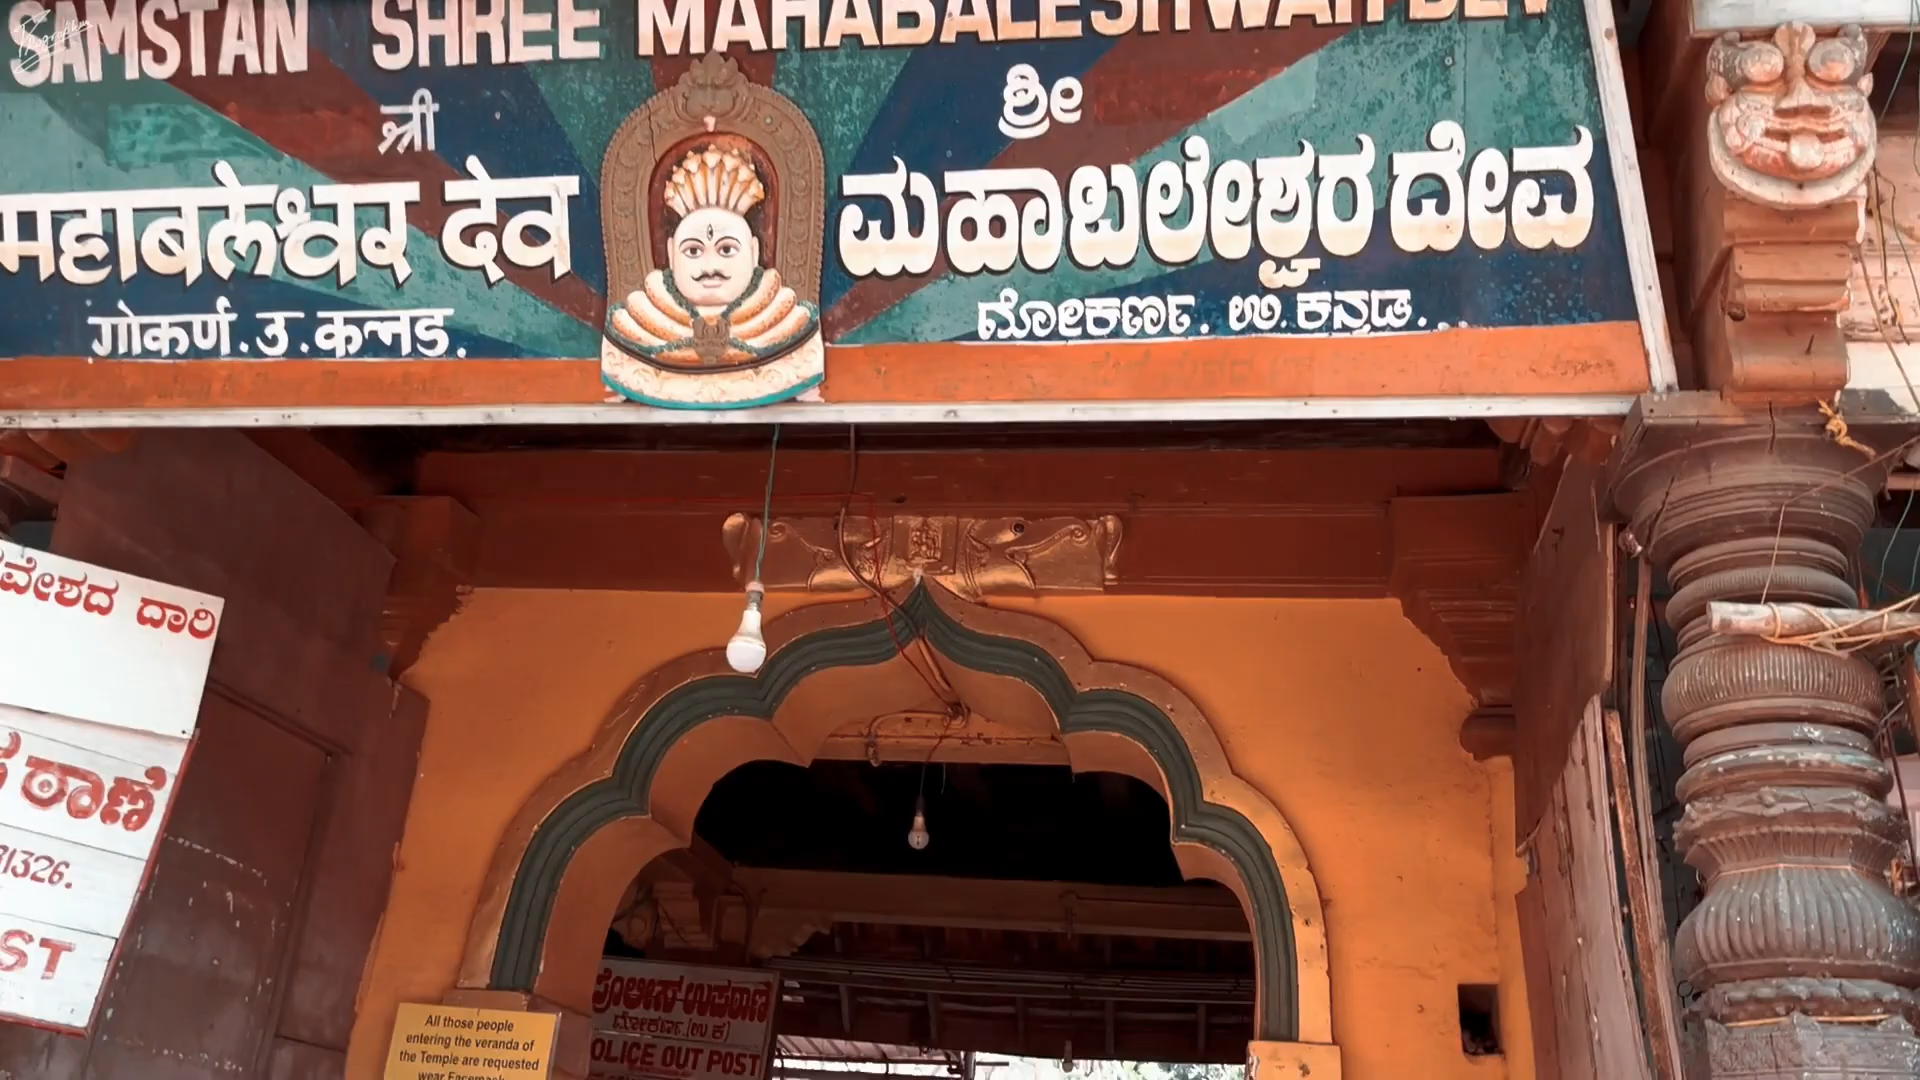 SAMSTAN SHREE MAHABALESHWAR DEV
श्री
महाबलेश्वर देव
गोकर्ण. उ. कन्नड.
ಶ್ರೀ
ಮಹಾಬಲೇಶ್ವರ ದೇವ
ಗೋಕರ್ಣ. ಉ. ಕನ್ನಡ.
ವೇಶದ ದಾರಿ
ಠಾಣೆ
31326.
ST
ಪೊಲೀಸ್ ಉಪಠಾಣೆ
ಗೋಕರ್ಣ.(ಉ ಕ)
OLICE OUT POST
All those people
entering the veranda of
the Temple are requested
wear Facemask